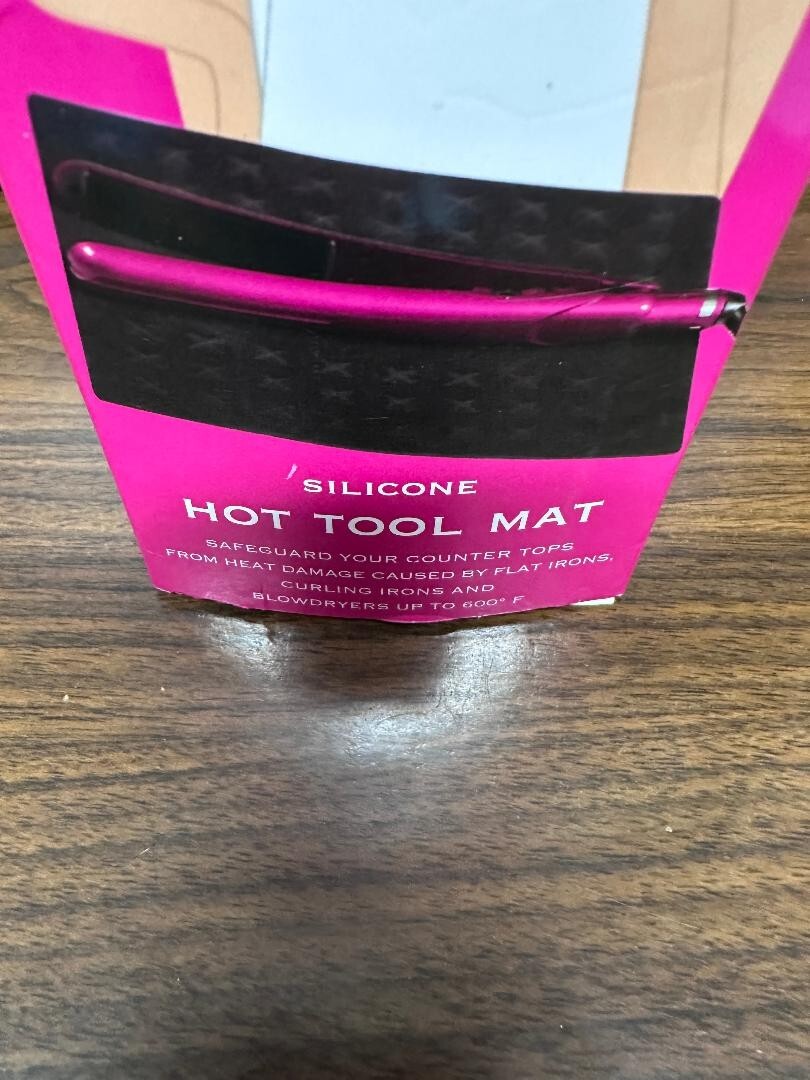 SILICONE
HOT TOOL MAT
SAFEGUARD YOUR COUNTER TOPS
FROM HEAT DAMAGE CAUSED BY FLAT IRONS,
CURLING IRONS AND
BLOWDRYERS UP TO 600° F